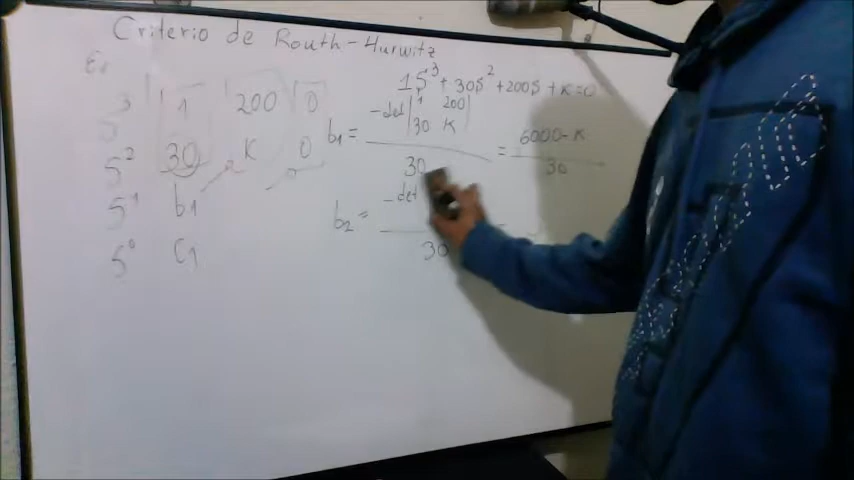 Criterio de Routh-Hurwitz
Ex
1S³ + 30S² + 200S + K = 0
S³ | 1 | 200 | 0
S² 30 K 0
S¹ b₁
S⁰ C₁
b₁ = -det | 1 200 |
| 30 K |
30
= 6000-K
30
b₂ = -det
30